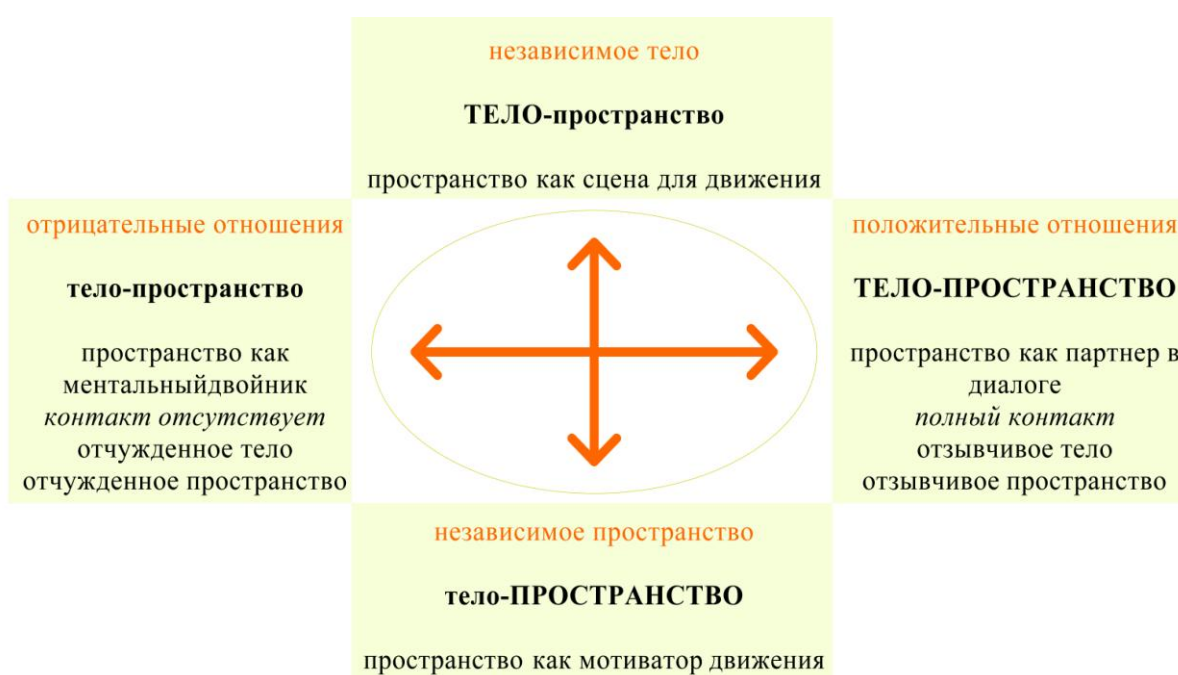 независимое тело
ТЕЛО-пространство
пространство как сцена для движения
отрицательные отношения
тело-пространство
пространство как
ментальныйдвойник
контакт отсутствует
отчужденное тело
отчужденное пространство
положительные отношения
ТЕЛО-ПРОСТРАНСТВО
пространство как партнер в
диалоге
полный контакт
отзывчивое тело
отзывчивое пространство
независимое пространство
тело-ПРОСТРАНСТВО
пространство как мотиватор движения